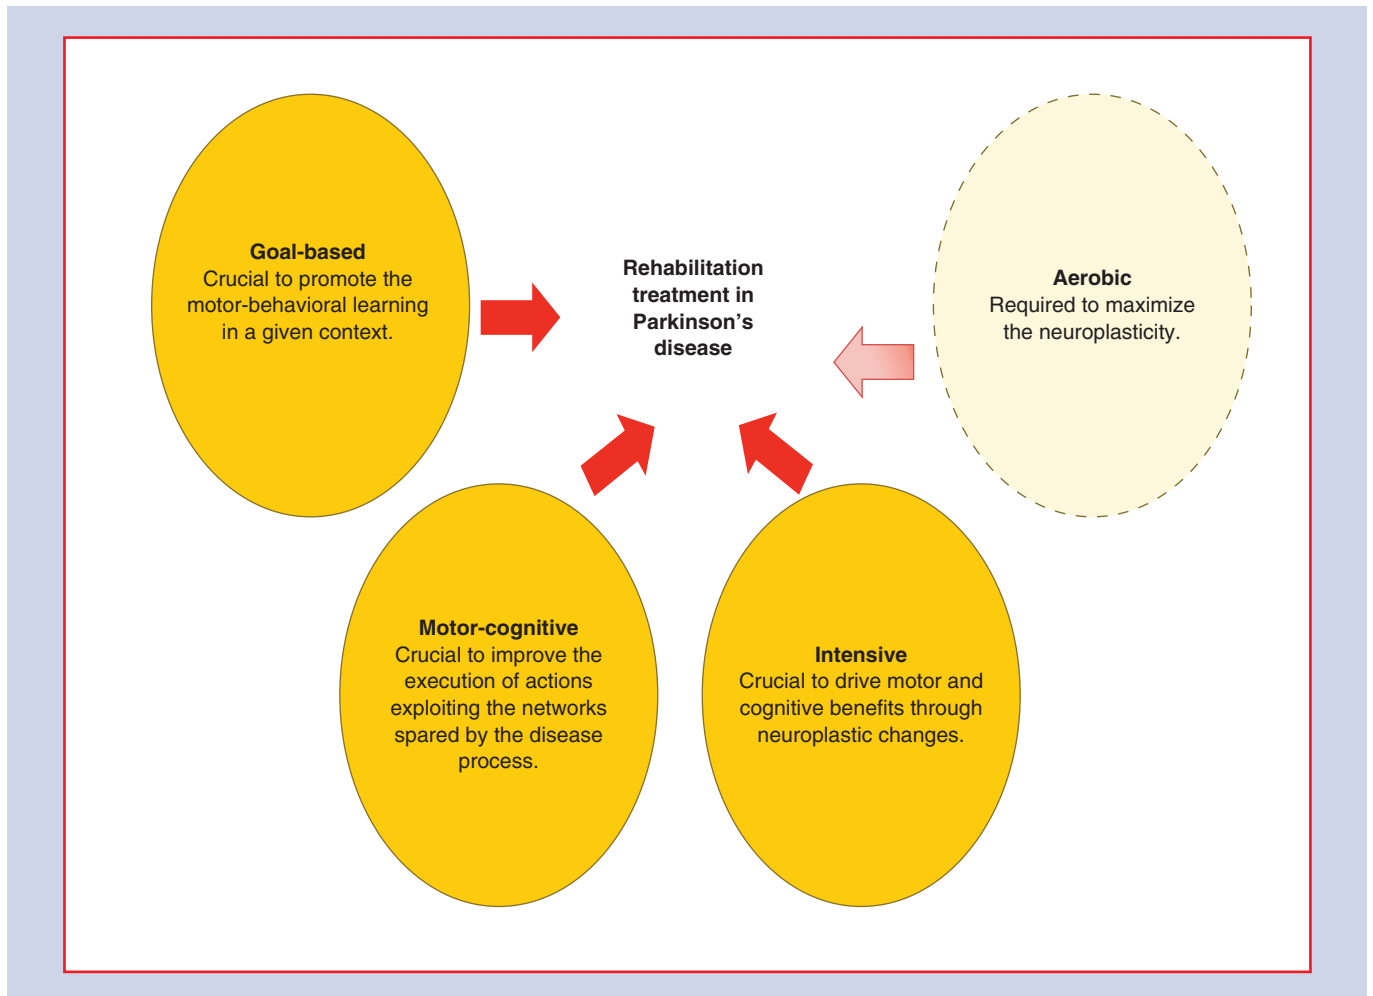 Goal-based
Crucial to promote the
motor-behavioral learning
in a given context.
Rehabilitation
treatment in
Parkinson’s
disease
Aerobic
Required to maximize
the neuroplasticity.
Motor-cognitive
Crucial to improve the
execution of actions
exploiting the networks
spared by the disease
process.
Intensive
Crucial to drive motor and
cognitive benefits through
neuroplastic changes.